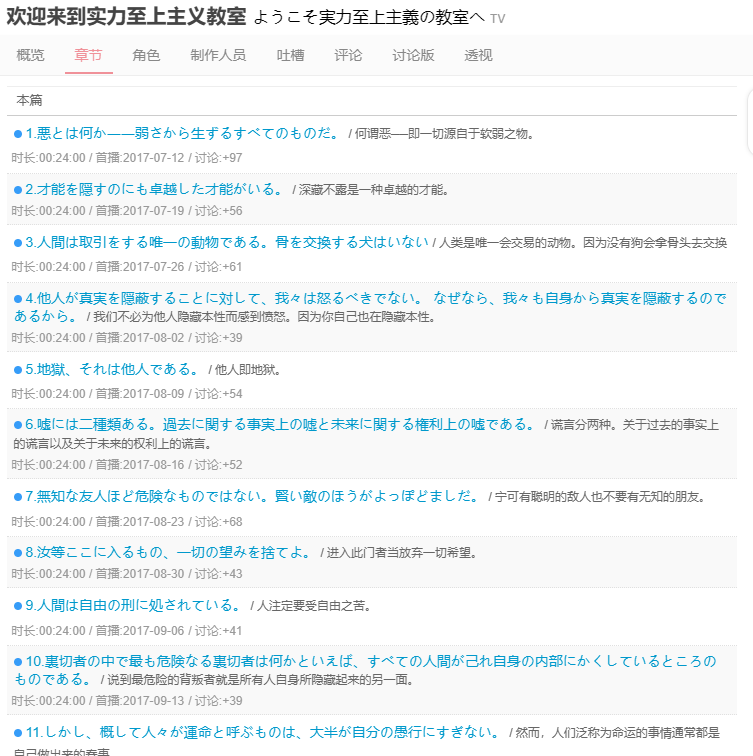 欢迎来到实力至上主义教室 ようこそ実力至上主義の教室へ TV
概览 章节 角色 制作人员 吐槽 评论 讨论版 透视
本篇
1.悪とは何か――弱さから生ずるすべてのものだ。 / 何谓恶──即一切源自于软弱之物。
时长:00:24:00 / 首播:2017-07-12 / 讨论:+97
2.才能を隠すのにも卓越した才能がいる。 / 深藏不露是一种卓越的才能。
时长:00:24:00 / 首播:2017-07-19 / 讨论:+56
3.人間は取引をする唯一の動物である。骨を交換する犬はいない / 人类是唯一会交易的动物。因为没有狗会拿骨头去交换
时长:00:24:00 / 首播:2017-07-26 / 讨论:+61
4.他人が真実を隠蔽することに対して、我々は怒るべきでない。 なぜなら、我々も自身から真実を隠蔽するので
あるから。 / 我们不必为他人隐藏本性而感到愤怒。因为你自己也在隐藏本性。
时长:00:24:00 / 首播:2017-08-02 / 讨论:+39
5.地獄、それは他人である。 / 他人即地狱。
时长:00:24:00 / 首播:2017-08-09 / 讨论:+54
6.嘘には二種類ある。過去に関する事実上の嘘と未来に関する権利上の嘘である。 / 谎言分两种。关于过去的事实上
的谎言以及关于未来的权利上的谎言。
时长:00:24:00 / 首播:2017-08-16 / 讨论:+52
7.無知な友人ほど危険なものではない。賢い敵のほうがよっぽどましだ。 / 宁可有聪明的敌人也不要有无知的朋友。
时长:00:24:00 / 首播:2017-08-23 / 讨论:+68
8.汝等ここに入るもの、一切の望みを捨てよ。 / 进入此门者当放弃一切希望。
时长:00:24:00 / 首播:2017-08-30 / 讨论:+43
9.人間は自由の刑に処されている。 / 人注定要受自由之苦。
时长:00:24:00 / 首播:2017-09-06 / 讨论:+41
10.裏切者の中で最も危険なる裏切者は何かといえば、すべての人間が己れ自身の内部にかくしているところの
ものである。 / 说到最危险的背叛者就是所有人自身所隐藏起来的另一面。
时长:00:24:00 / 首播:2017-09-13 / 讨论:+39
11.しかし、概して人々が運命と呼ぶものは、大半が自分の愚行にすぎない。 / 然而，人们泛称为命运的事情通常都是
自己做出来的蠢事